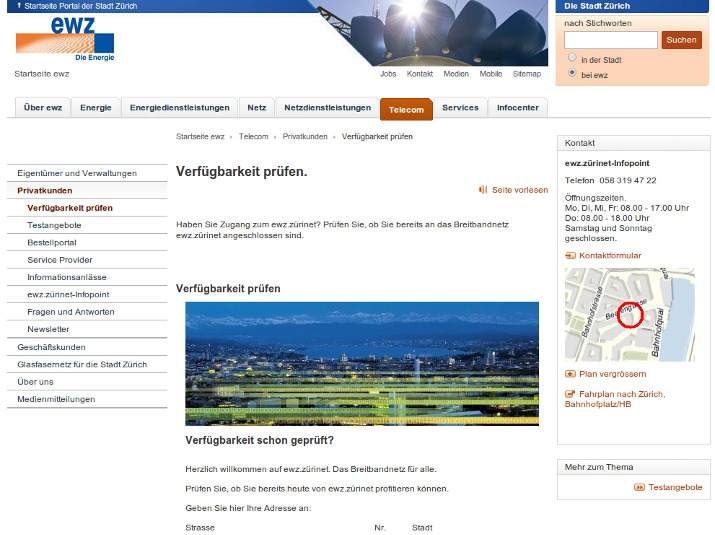 Startseite Portal der Stadt Zürich
Die Stadt Zürich
ewz
Die Energie
Startseite ewz
Jobs Kontakt Medien Mobile Sitemap
nach Stichworten
Suchen
in der Stadt
bei ewz
Über ewz Energie Energiedienstleistungen Netz Netzdienstleistungen Telecom Services Infocenter
Startseite ewz › Telecom › Privatkunden › Verfügbarkeit prüfen
Eigentümer und Verwaltungen
Privatkunden
Verfügbarkeit prüfen
Testangebote
Bestellportal
Service Provider
Informationsanlässe
ewz.zürinet-Infopoint
Fragen und Antworten
Newsletter
Geschäftskunden
Glasfasernetz für die Stadt Zürich
Über uns
Medienmitteilungen
Verfügbarkeit prüfen.
Seite vorlesen
Haben Sie Zugang zum ewz.zürinet? Prüfen Sie, ob Sie bereits an das Breitbandnetz
ewz.zürinet angeschlossen sind.
Verfügbarkeit prüfen
Verfügbarkeit schon geprüft?
Herzlich willkommen auf ewz.zürinet. Das Breitbandnetz für alle.
Prüfen Sie, ob Sie bereits heute von ewz.zürinet profitieren können.
Geben Sie hier Ihre Adresse an:
Strasse Nr. Stadt
Kontakt
ewz.zürinet-Infopoint
Telefon 058 319 47 22
Öffnungszeiten.
Mo, Di, Mi, Fr: 08.00 - 17.00 Uhr
Do: 08.00 - 18.00 Uhr
Samstag und Sonntag
geschlossen.
Kontaktformular
Bahnhofstrasse
Bahnhofquai
Plan vergrössern
Fahrplan nach Zürich,
Bahnhofplatz/HB
Mehr zum Thema
Testangebote